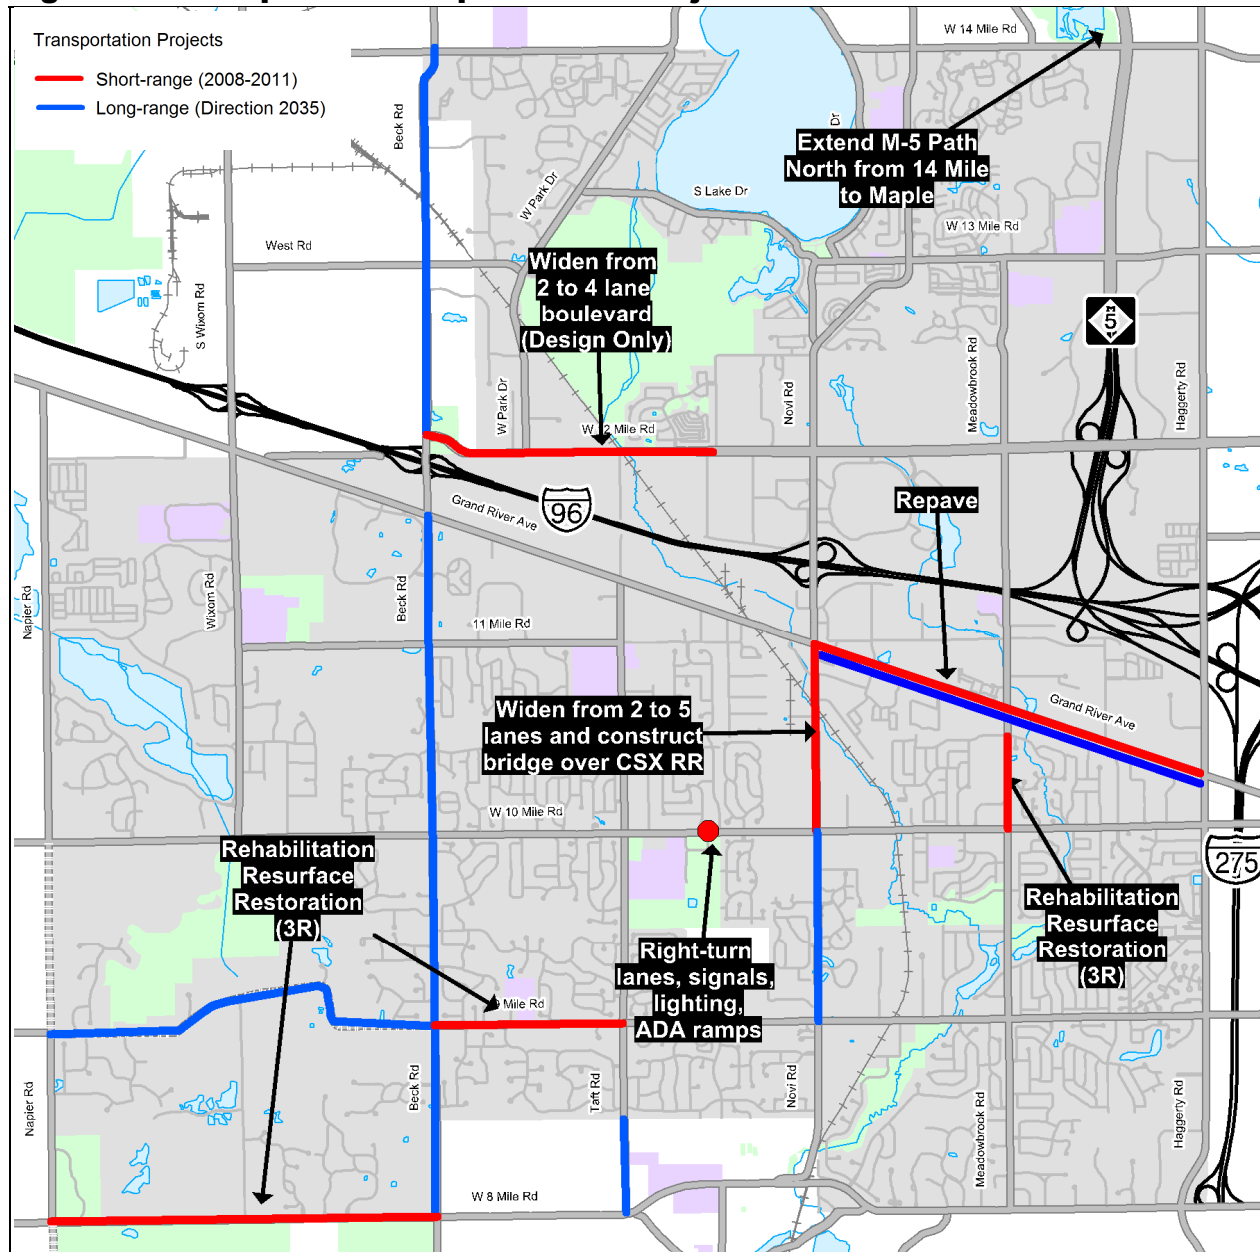 Transportation Projects
Short-range (2008-2011)
Long-range (Direction 2035)
W 14 Mile Rd
Beck Rd
Dr
Extend M-5 Path
North from 14 Mile
to Maple
W Park Dr
S Lake Dr
W 13 Mile Rd
West Rd
Widen from
2 to 4 lane
boulevard
(Design Only)
S Wixom Rd
M
5
W Park Dr
Novi Rd
Meadowbrook Rd
Haggerty Rd
Mile Rd
Grand River Ave
96
Repave
Napier Rd
Wixom Rd
Beck Rd
11 Mile Rd
Widen from 2 to 5
lanes and construct
bridge over CSX RR
Grand River Ave
W 10 Mile Rd
Rehabilitation
Resurface
Restoration
(3R)
275
Rehabilitation
Resurface
Restoration
(3R)
Right-turn
lanes, signals,
lighting,
ADA ramps
Mile Rd
Napier Rd
Beck Rd
Taft Rd
Novi Rd
Meadowbrook Rd
Haggerty Rd
W 8 Mile Rd